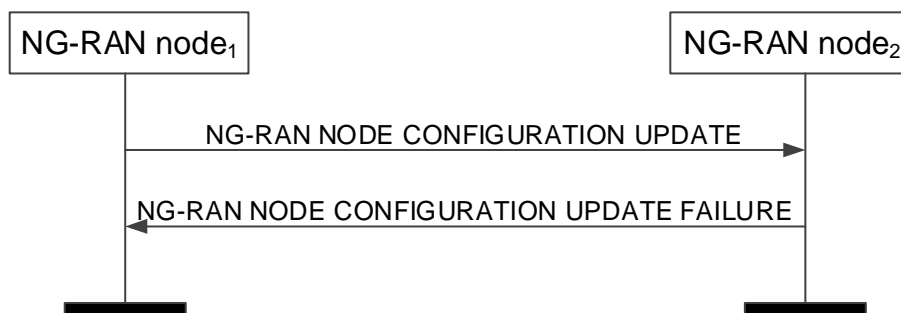 NG-RAN node₁
NG-RAN node₂
NG-RAN NODE CONFIGURATION UPDATE
NG-RAN NODE CONFIGURATION UPDATE FAILURE